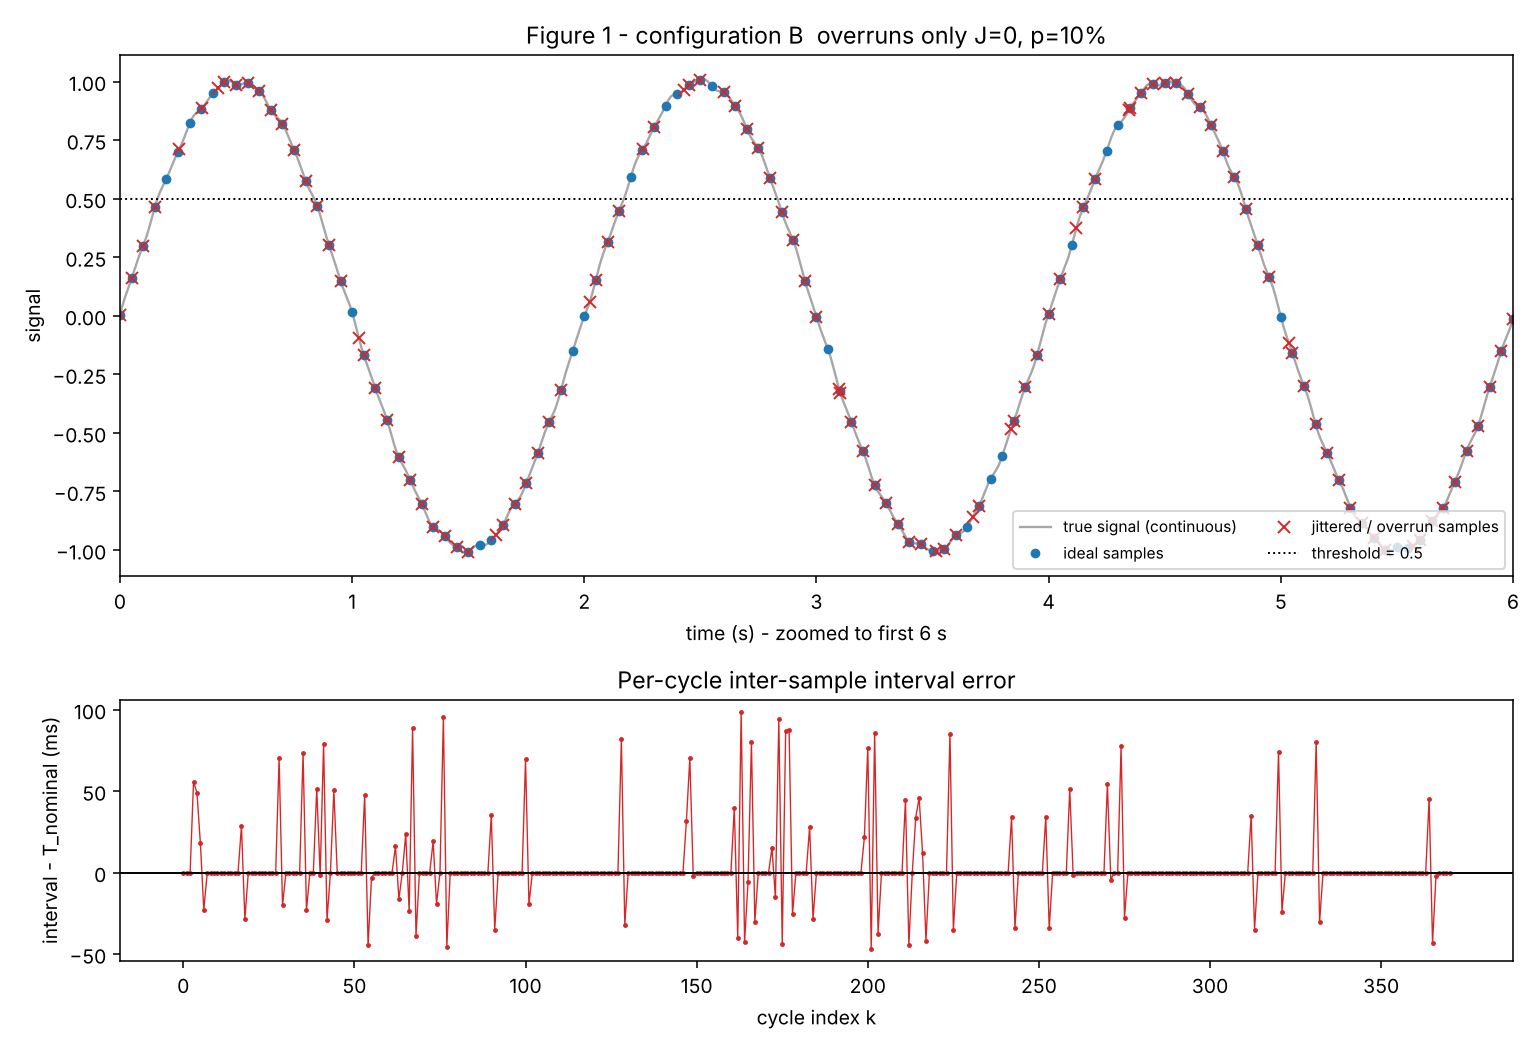 Figure 1 - configuration B  overruns only J=0, p=10%
1.00
0.75
0.50
0.25
0.00
−0.25
−0.50
−0.75
−1.00
signal
true signal (continuous)
ideal samples
jittered / overrun samples
threshold = 0.5
0 1 2 3 4 5 6
time (s) - zoomed to first 6 s
Per-cycle inter-sample interval error
100
50
0
−50
interval - T_nominal (ms)
0 50 100 150 200 250 300 350
cycle index k